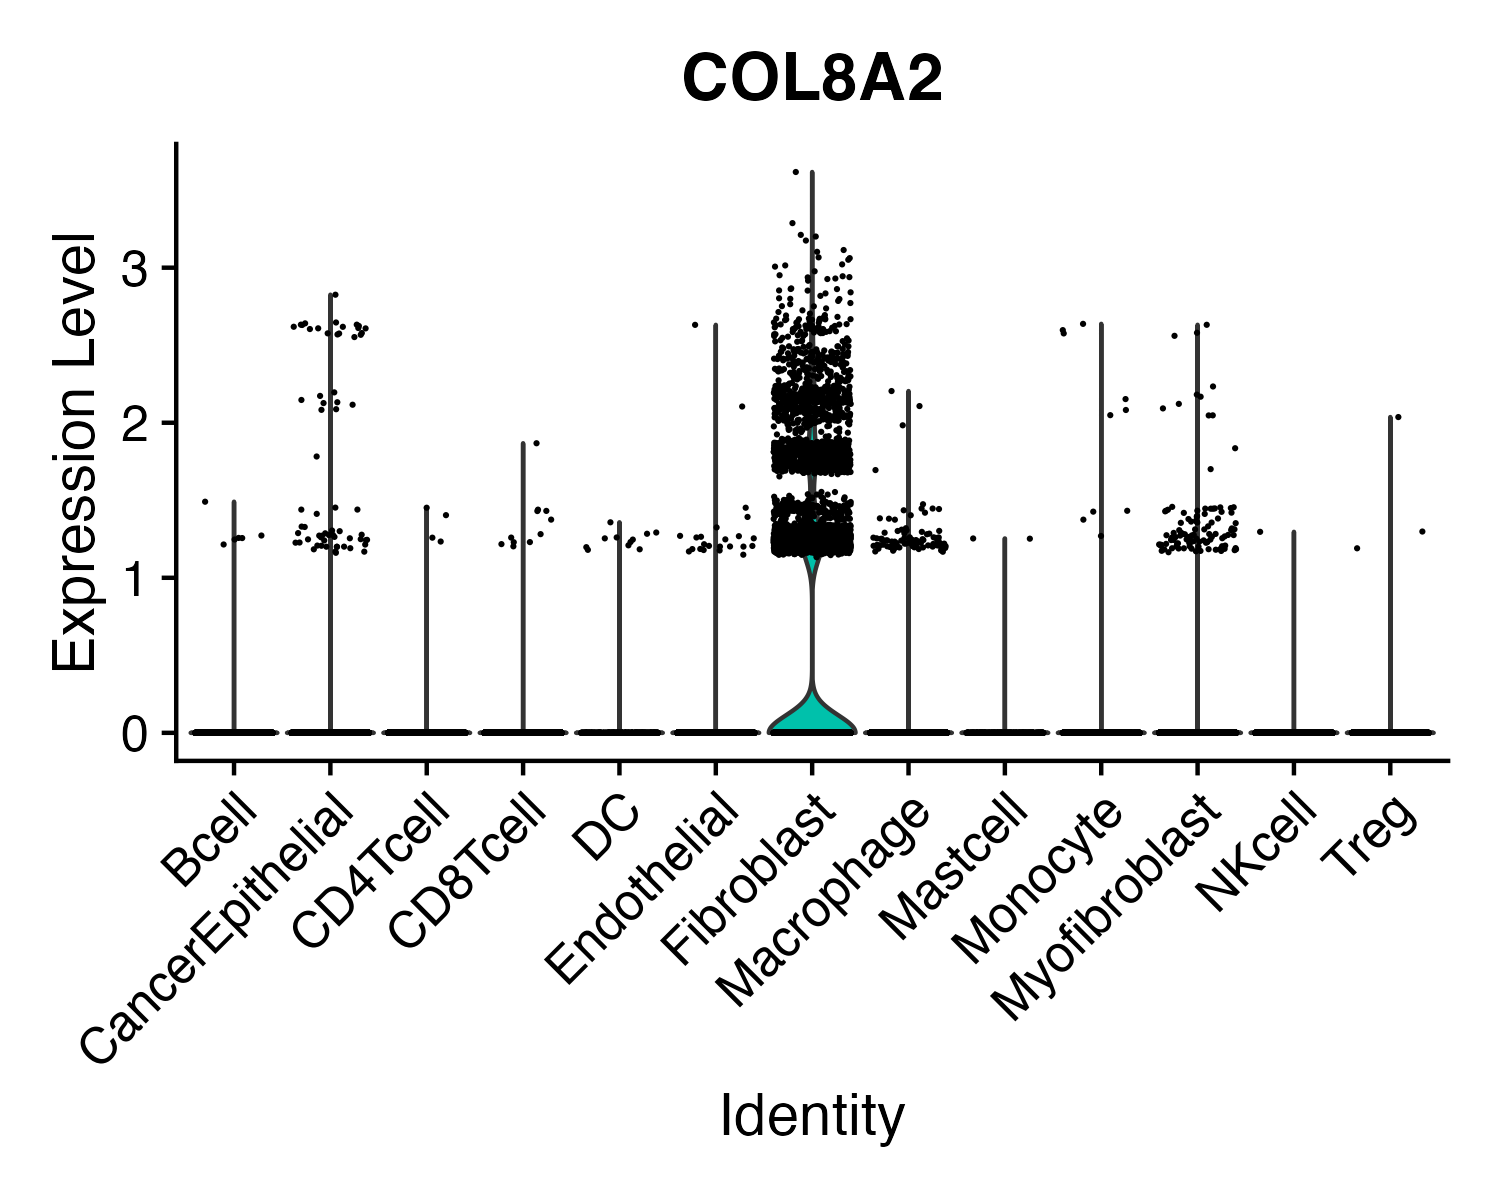 COL8A2
Expression Level
3
2
1
0
Bcell
CancerEpithelial
CD4Tcell
CD8Tcell
DC
Endothelial
Fibroblast
Macrophage
Mastcell
Monocyte
Myofibroblast
NKcell
Treg
Identity